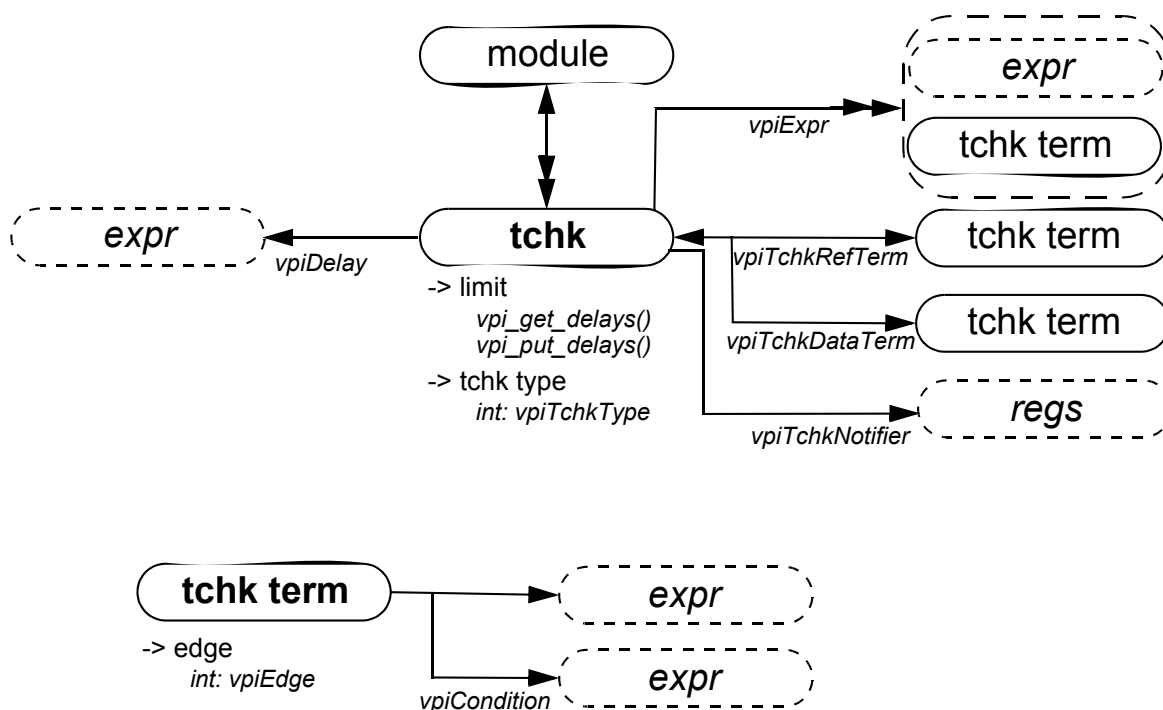 module
expr
vpiExpr
tchk term
expr
tchk
tchk term
vpiDelay
vpiTchkRefTerm
-> limit
vpi_get_delays()
vpi_put_delays()
tchk term
vpiTchkDataTerm
-> tchk type
int: vpiTchkType
regs
vpiTchkNotifier
tchk term
expr
-> edge
int: vpiEdge
expr
vpiCondition